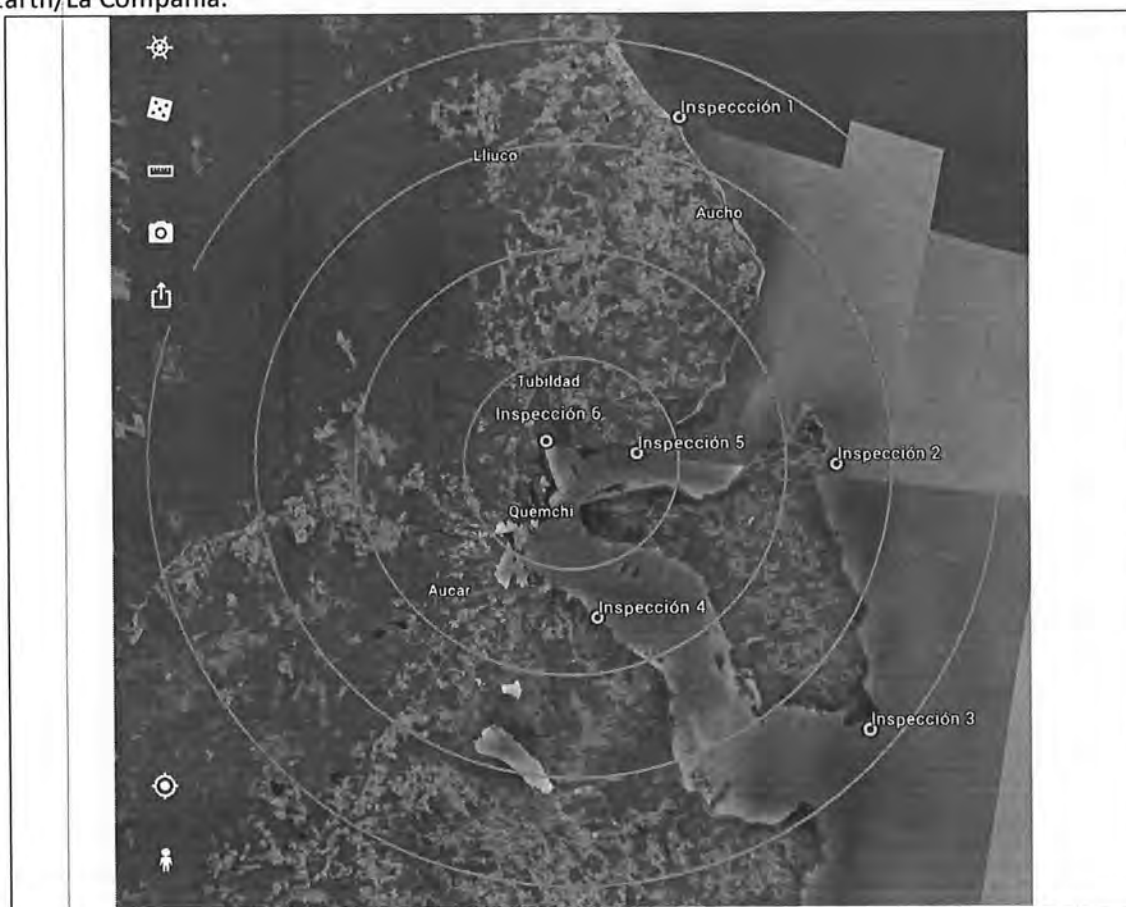 Earth/La Compañía.
Inspeccción 1
Lliuco
Aucho
Tubildad
Inspección 6
Inspección 5
Inspección 2
Quemchi
Aucar
Inspección 4
Inspección 3